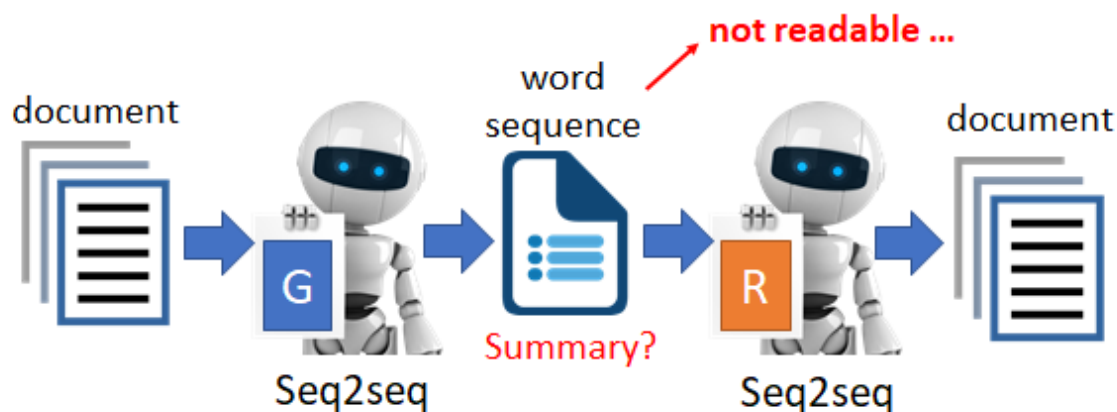 not readable ...
word
sequence
document
document
G
R
Summary?
Seq2seq
Seq2seq